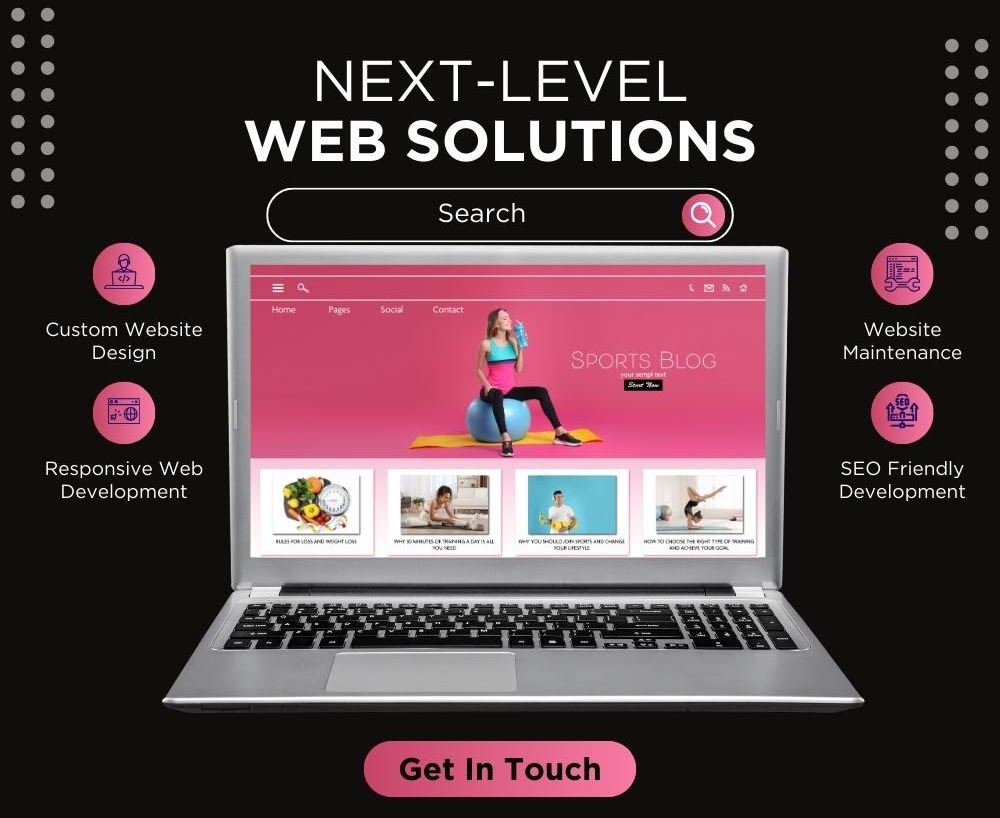 NEXT-LEVEL
WEB SOLUTIONS
Search
Custom Website
Design
Responsive Web
Development
Website
Maintenance
SEO
SEO Friendly
Development
Home Pages Social Contact
SPORTS BLOG
your sampl text
Start Now
RULES FOR LOSS AND WEIGHT LOSS
WHY 30 MINUTES OF TRAINING A DAY IS ALL
YOU NEED
WHY YOU SHOULD JOIN SPORTS AND CHANGE
YOUR LIFESTYLE
HOW TO CHOOSE THE RIGHT TYPE OF TRAINING
AND ACHIEVE YOUR GOAL
Get In Touch